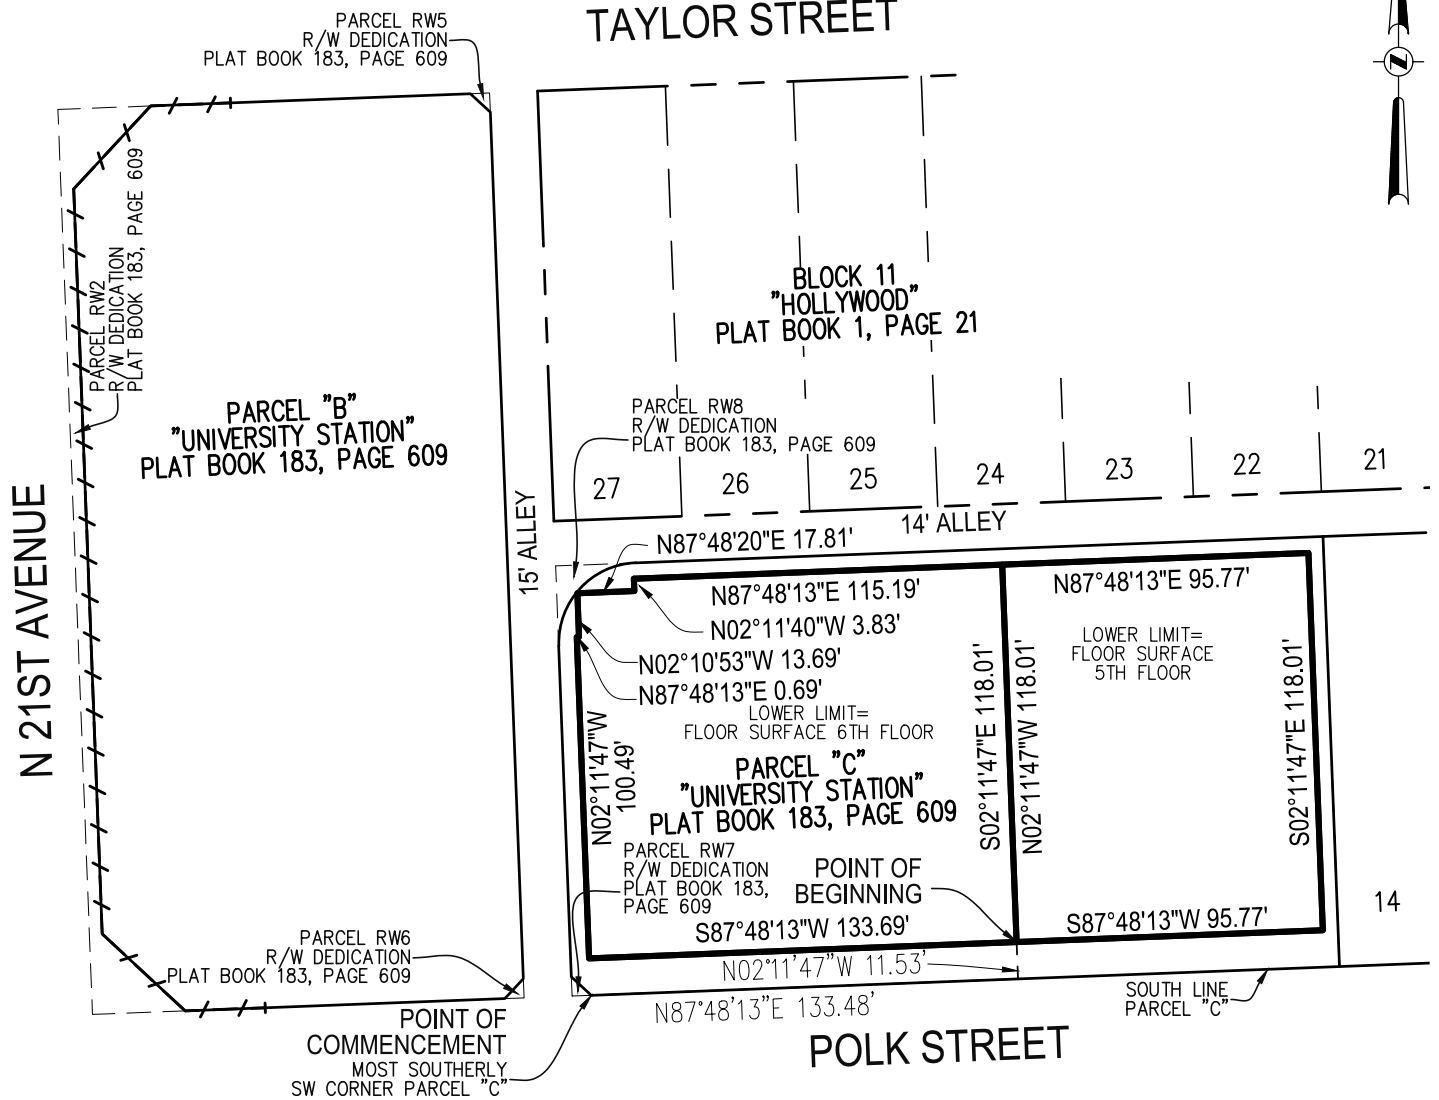 TAYLOR STREET
PARCEL RW5
R/W DEDICATION
PLAT BOOK 183, PAGE 609
Z
PARCEL RW2
R/W DEDICATION
PLAT BOOK 183, PAGE 609
N 21ST AVENUE
PARCEL "B"
"UNIVERSITY STATION"
PLAT BOOK 183, PAGE 609
BLOCK 11
"HOLLYWOOD"
PLAT BOOK 1, PAGE 21
PARCEL RW8
R/W DEDICATION
PLAT BOOK 183, PAGE 609
27
26
25
24
23
22
21
15' ALLEY
14' ALLEY
N87°48'20"E 17.81'
N87°48'13"E 115.19'
N02°11'40"W 3.83'
N02°10'53"W 13.69'
N87°48'13"E 0.69'
LOWER LIMIT=
FLOOR SURFACE 6TH FLOOR
N02°11'47"W
100.49'
PARCEL "C"
"UNIVERSITY STATION"
PLAT BOOK 183, PAGE 609
S02°11'47"E 118.01'
N02°11'47"W 118.01'
N87°48'13"E 95.77'
LOWER LIMIT=
FLOOR SURFACE
5TH FLOOR
S02°11'47"E 118.01'
PARCEL RW7
R/W DEDICATION
PLAT BOOK 183,
PAGE 609
POINT OF
BEGINNING
S87°48'13"W 133.69'
S87°48'13"W 95.77'
14
N02°11'47"W 11.53'
N87°48'13"E 133.48'
SOUTH LINE
PARCEL "C"
PARCEL RW6
R/W DEDICATION
PLAT BOOK 183, PAGE 609
POINT OF
COMMENCEMENT
MOST SOUTHERLY
SW CORNER PARCEL "C"
POLK STREET